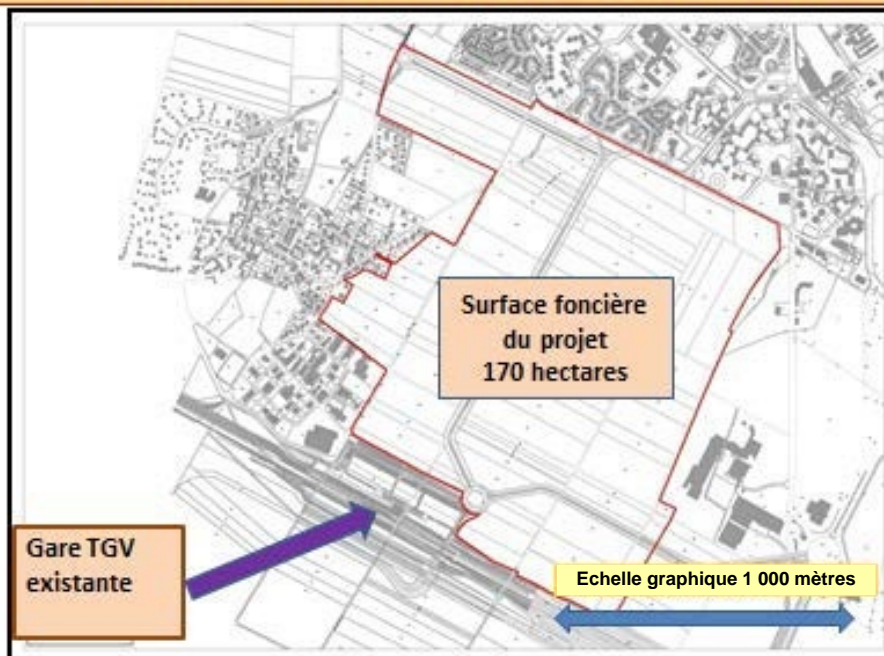 Surface foncière
du projet
170 hectares
Gare TGV
existante
Echelle graphique 1 000 mètres